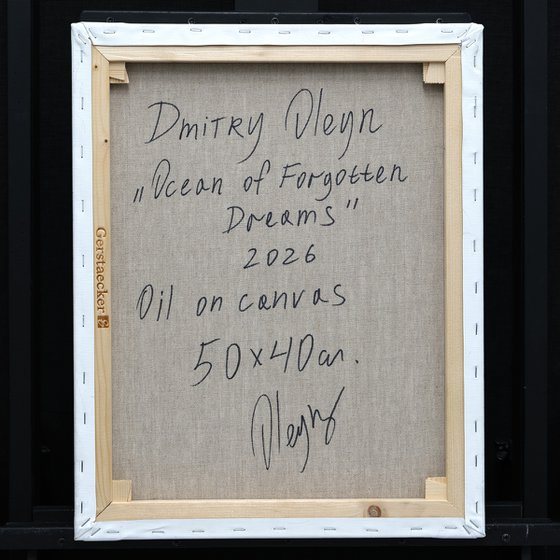 DMITRY Oleyn
„Ocean of Forgotten
Dreams"
2026
Oil on canvas
50x40cm.
Oleyn
Gerstaecker